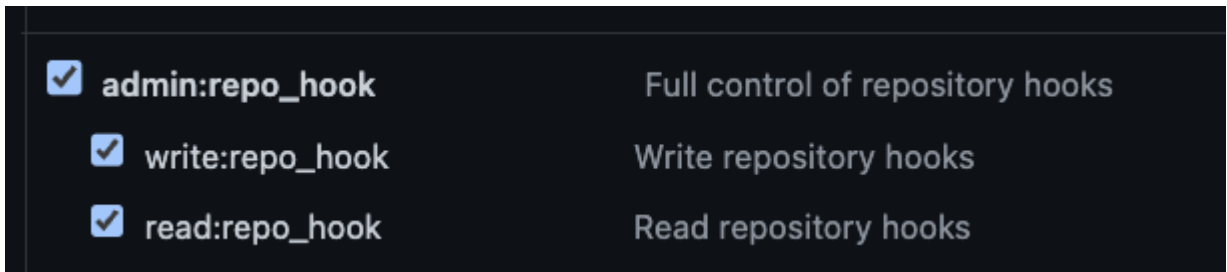 admin:repo_hook Full control of repository hooks
write:repo_hook Write repository hooks
read:repo_hook Read repository hooks